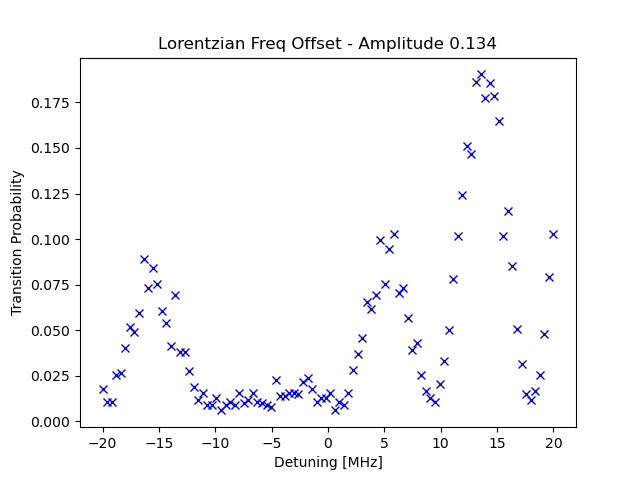 Lorentzian Freq Offset - Amplitude 0.134
Transition Probability
0.175
0.150
0.125
0.100
0.075
0.050
0.025
0.000
−20 −15 −10 −5 0 5 10 15 20
Detuning [MHz]